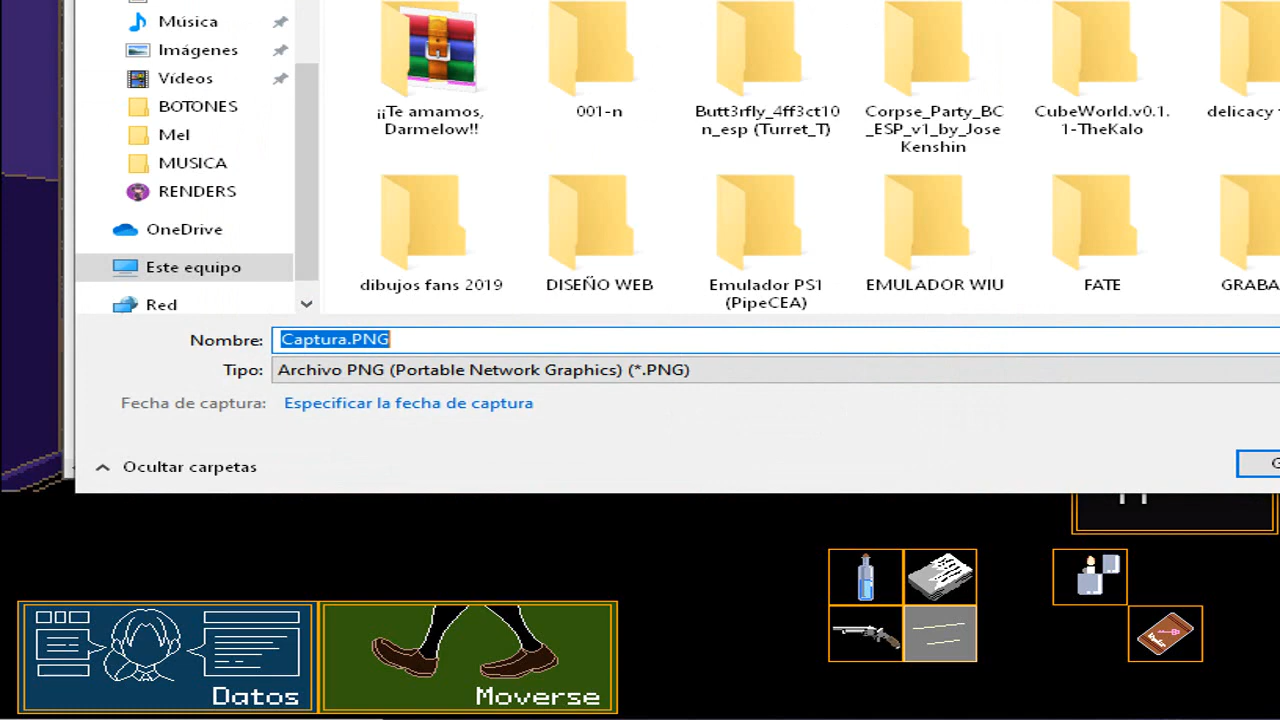 Música
Imágenes
Vídeos
BOTONES
Mel
MUSICA
RENDERS
OneDrive
Este equipo
Red
¡¡Te amamos,
Darmelow!!
001-n
Butt3rfly_4ff3ct10
n_esp (Turret_T)
Corpse_Party_BC
_ESP_v1_by_Jose
Kenshin
CubeWorld.v0.1.
1-TheKalo
delicacy
dibujos fans 2019
DISEÑO WEB
Emulador PS1
(PipeCEA)
EMULADOR WIU
FATE
GRABA
Nombre: Captura.PNG
Tipo: Archivo PNG (Portable Network Graphics) (*.PNG)
Fecha de captura: Especificar la fecha de captura
Ocultar carpetas
Datos
Moverse